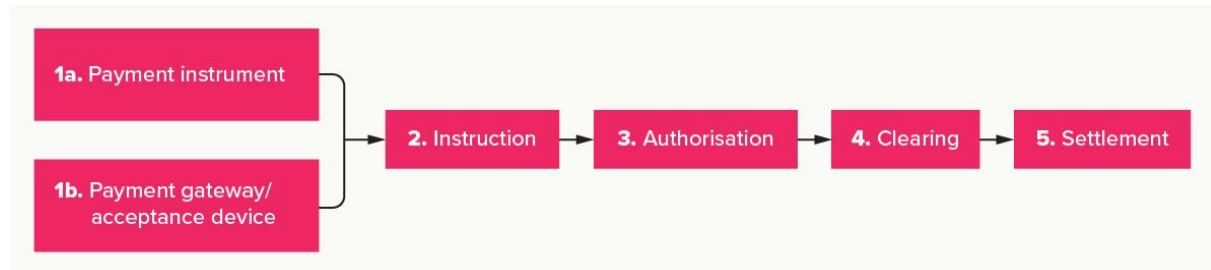 1a. Payment instrument
1b. Payment gateway/
acceptance device
2. Instruction
3. Authorisation
4. Clearing
5. Settlement